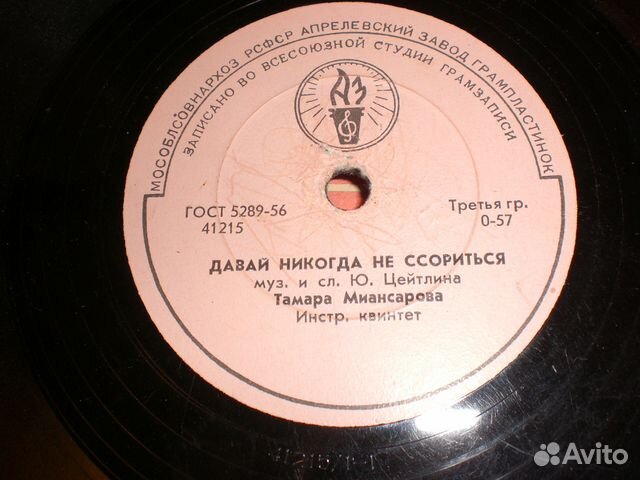 МОСОБЛСОВНАРХОЗ РСФСР АПРЕЛЕВСКИЙ ЗАВОД ГРАМПЛАСТИНОК
ЗАПИСАНО ВО ВСЕСОЮЗНОЙ СТУДИИ ГРАМЗАПИСИ
АЗ
ГОСТ 5289-56
41215
Третья гр.
0-57
ДАВАЙ НИКОГДА НЕ ССОРИТЬСЯ
муз. и сл. Ю. Цейтлина
Тамара Миансарова
Инстр. квинтет
Avito